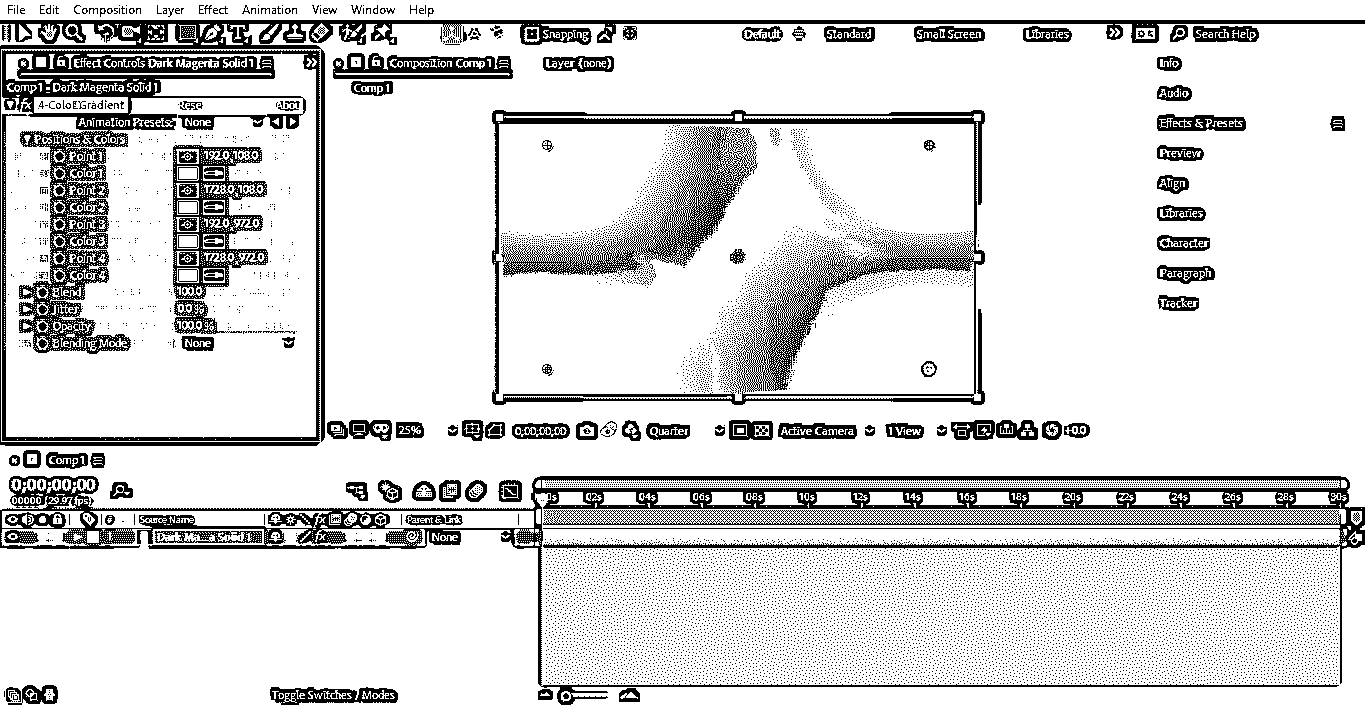 File Edit Composition Layer Effect Animation View Window Help
Snapping Default Standard Small Screen Libraries Search Help
Effect Controls Dark Magenta Solid 1
Composition Comp 1
Layer (none)
Comp 1 - Dark Magenta Solid 1
Comp 1
4-Color Gradient
Animation Presets: None
Positions & Colors
Point 1 192.0, 108.0
Color 1
Point 2 1728.0, 108.0
Color 2
Point 3 192.0, 972.0
Color 3
Point 4 1728.0, 972.0
Color 4
Blend 100.0
Jitter 0.0 %
Opacity 100.0 %
Blending Mode None
Info
Audio
Effects & Presets
Preview
Align
Libraries
Character
Paragraph
Tracker
25% 0;00;00;00 Quarter Active Camera 1 View +0.0
Comp 1
0;00;00;00
00000 (29.97 fps)
02s 04s 06s 08s 10s 12s 14s 16s 18s 20s 22s 24s 26s 28s 30s
# Source Name fx Parent & Link
1 Dark Ma...a Solid 1 fx None
Toggle Switches / Modes